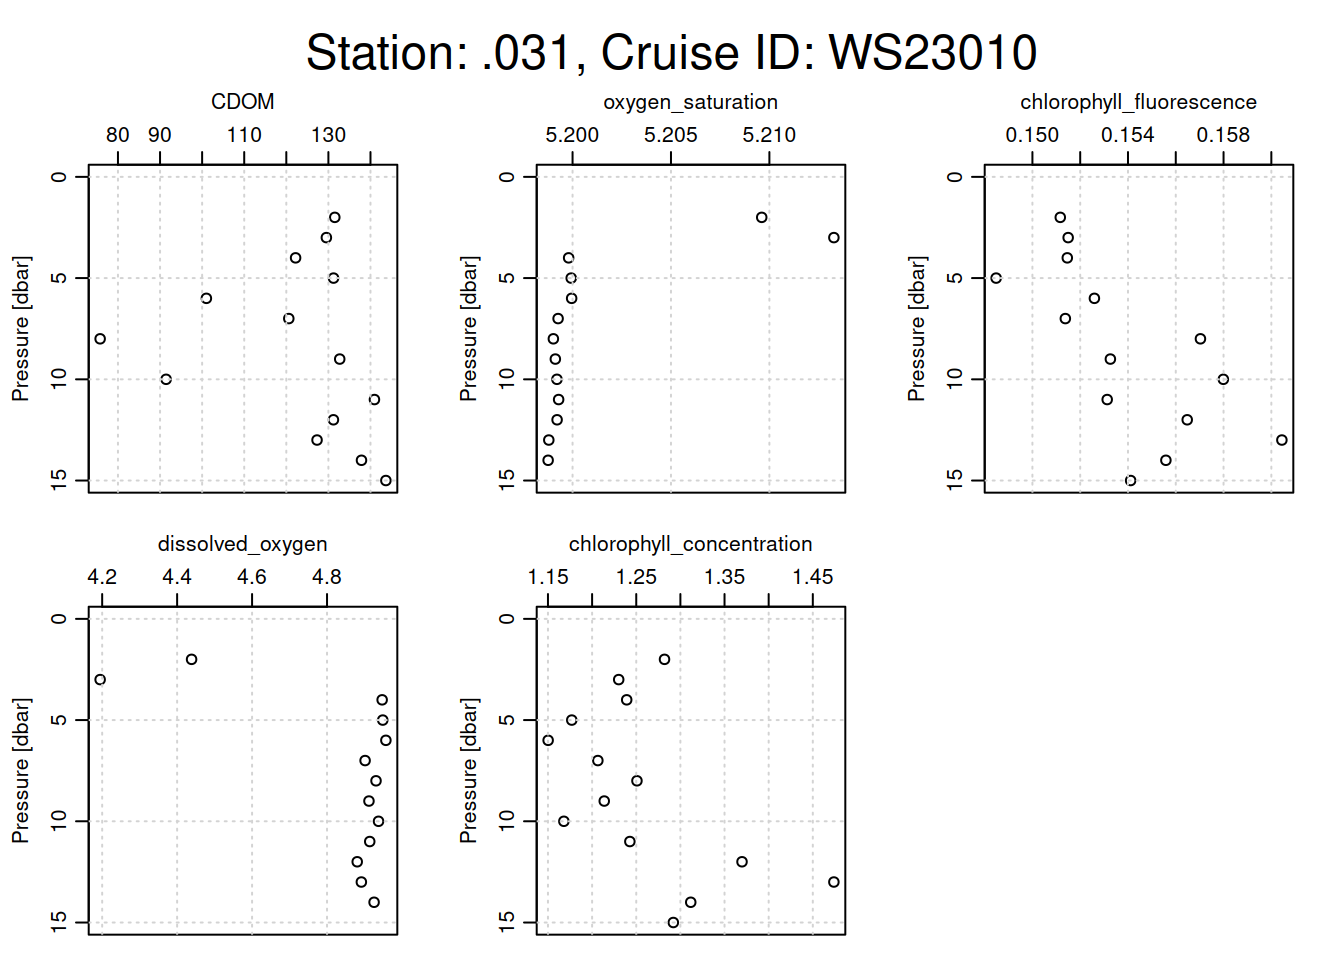 Station: .031, Cruise ID: WS23010
CDOM
80 90 110 130
0
5
10
15
Pressure [dbar]
oxygen_saturation
5.200 5.205 5.210
0
5
10
15
Pressure [dbar]
chlorophyll_fluorescence
0.150 0.154 0.158
0
5
10
15
Pressure [dbar]
dissolved_oxygen
4.2 4.4 4.6 4.8
0
5
10
15
Pressure [dbar]
chlorophyll_concentration
1.15 1.25 1.35 1.45
0
5
10
15
Pressure [dbar]